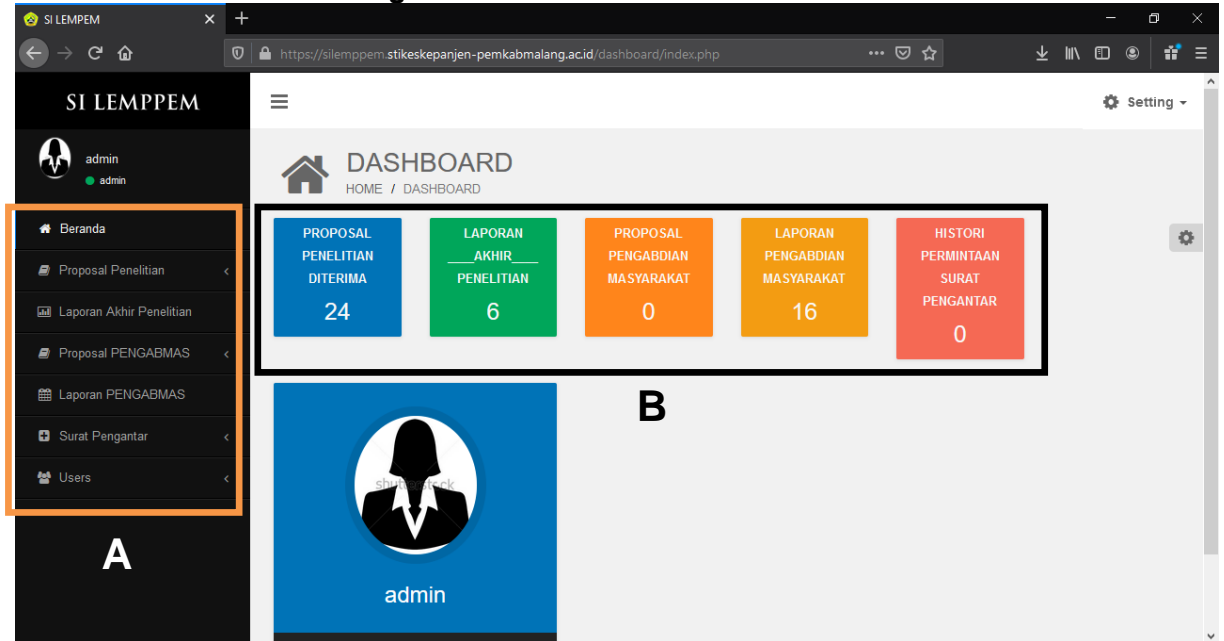 g
SI LEMPEM
https://silemppem.stikeskepanjen-pemkabmalang.ac.id/dashboard/index.php
SI LEMPPEM
Setting
admin
admin
DASHBOARD
HOME / DASHBOARD
Beranda
Proposal Penelitian
Laporan Akhir Penelitian
Proposal PENGABMAS
Laporan PENGABMAS
Surat Pengantar
Users
A
PROPOSAL
PENELITIAN
DITERIMA
24
LAPORAN
____AKHIR____
PENELITIAN
6
PROPOSAL
PENGABDIAN
MASYARAKAT
0
LAPORAN
PENGABDIAN
MASYARAKAT
16
HISTORI
PERMINTAAN
SURAT
PENGANTAR
0
B
shutterstock
admin